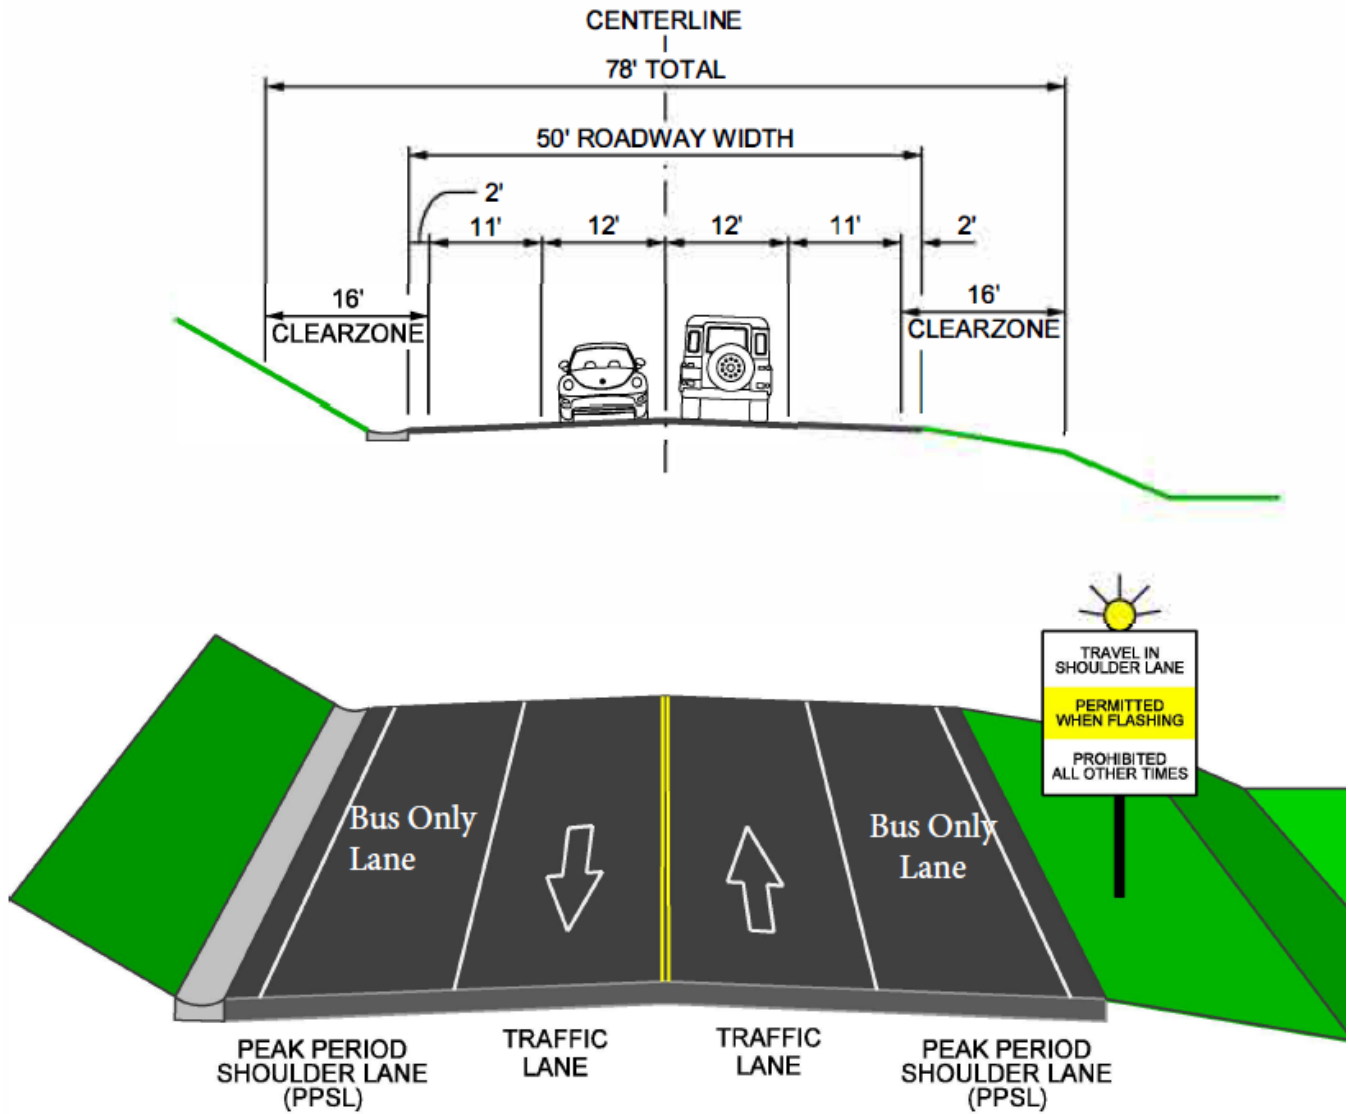 CENTERLINE
78' TOTAL
50' ROADWAY WIDTH
2'
11' 12' 12' 11' 2'
16' 16'
CLEARZONE CLEARZONE
TRAVEL IN
SHOULDER LANE
PERMITTED
WHEN FLASHING
PROHIBITED
ALL OTHER TIMES
Bus Only
Lane
Bus Only
Lane
PEAK PERIOD
SHOULDER LANE
(PPSL)
TRAFFIC
LANE
TRAFFIC
LANE
PEAK PERIOD
SHOULDER LANE
(PPSL)